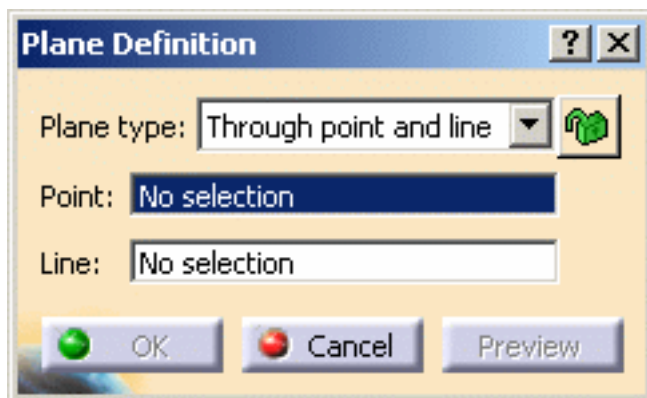 Plane Definition ? X
Plane type: Through point and line
Point: No selection
Line: No selection
OK Cancel Preview